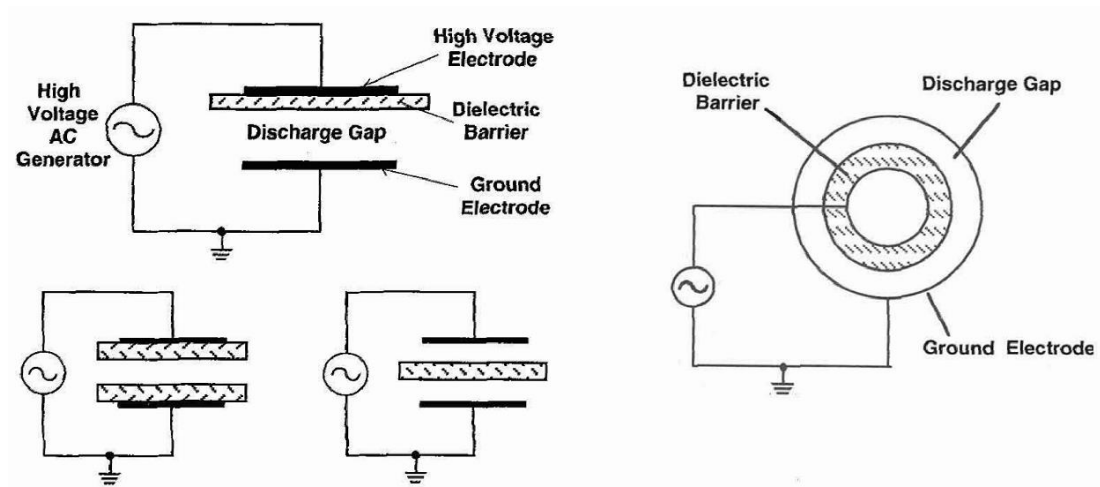 High Voltage
Electrode
High
Voltage
AC
Generator
Dielectric
Barrier
Discharge Gap
Ground
Electrode
Dielectric
Barrier
Discharge Gap
Ground Electrode